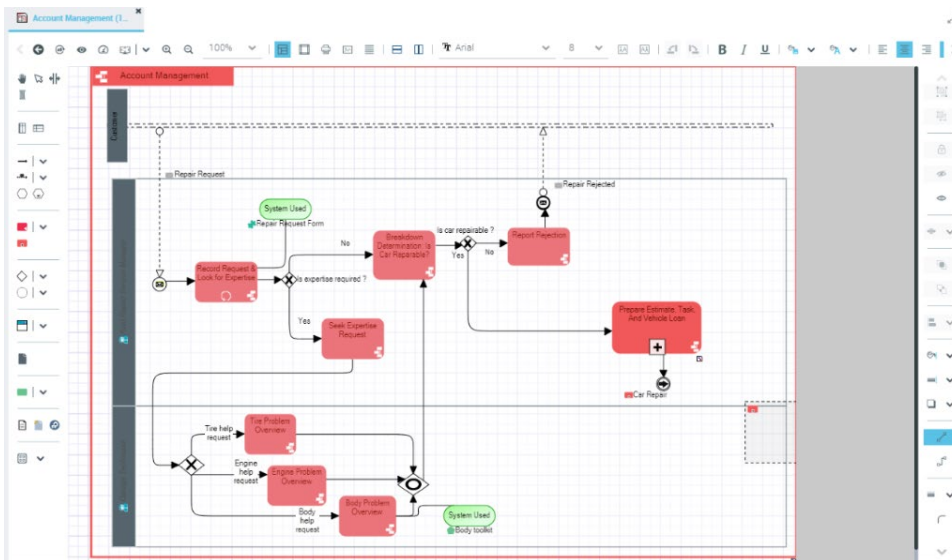 Account Management (T...
100%
Arial
8
Account Management
Customer
Repair Request
System Used
Repair Request Form
Record Request &
Look for Expertise
Is expertise required ?
No
Yes
Breakdown
Determination: Is
Car Reparable?
Is car repairable ?
Yes
No
Report Rejection
Repair Rejected
Seek Expertise
Request
Prepare Estimate, Task,
And Vehicle Loan
Car Repair
Tire help
request
Tire Problem
Overview
Engine
help
request
Engine Problem
Overview
Body
help
request
Body Problem
Overview
System Used
Body toolkit